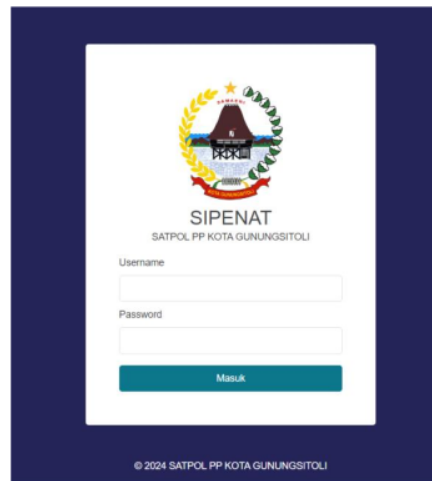 SAMAERI
KOTA GUNUNGSITOLI
SIPENAT
SATPOL PP KOTA GUNUNGSITOLI
Username
Password
Masuk
© 2024 SATPOL PP KOTA GUNUNGSITOLI